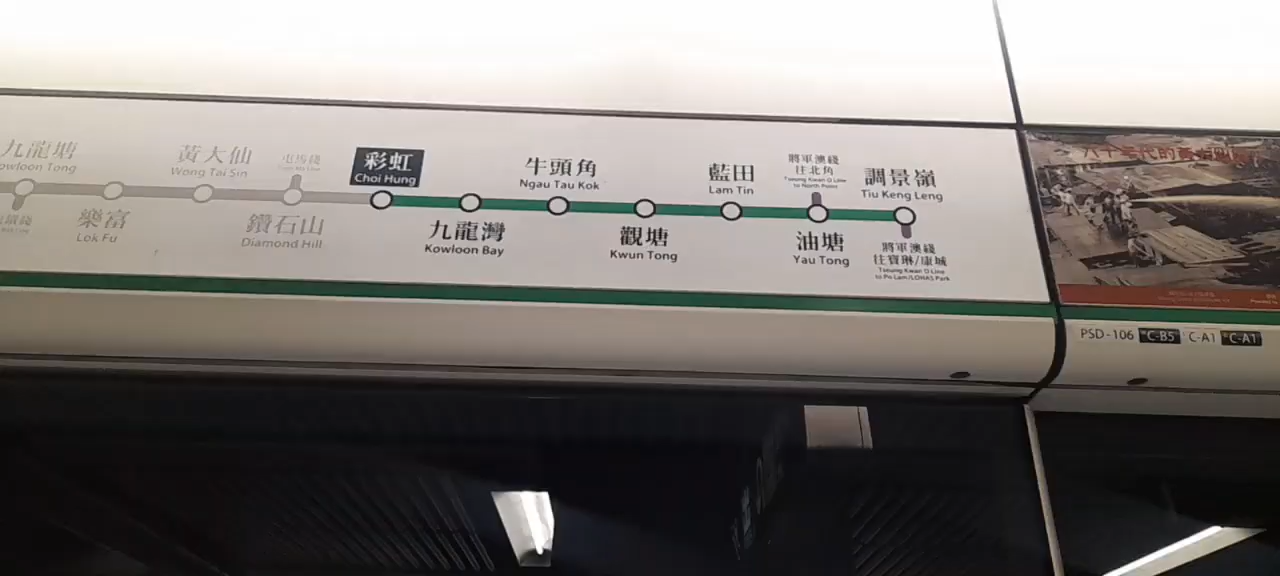 九龍塘
owloon Tong
樂富
Lok Fu
黃大仙
Wong Tai Sin
屯馬綫
鑽石山
Diamond Hill
彩虹
Choi Hung
九龍灣
Kowloon Bay
牛頭角
Ngau Tau Kok
觀塘
Kwun Tong
藍田
Lam Tin
將軍澳綫
往北角
Tseung Kwan O Line
to North Point
油塘
Yau Tong
調景嶺
Tiu Keng Leng
將軍澳綫
往寶琳/康城
Tseung Kwan O Line
to Po Lam/LOHAS Park
PSD-106 *C-B5 C-A1 *C-A1